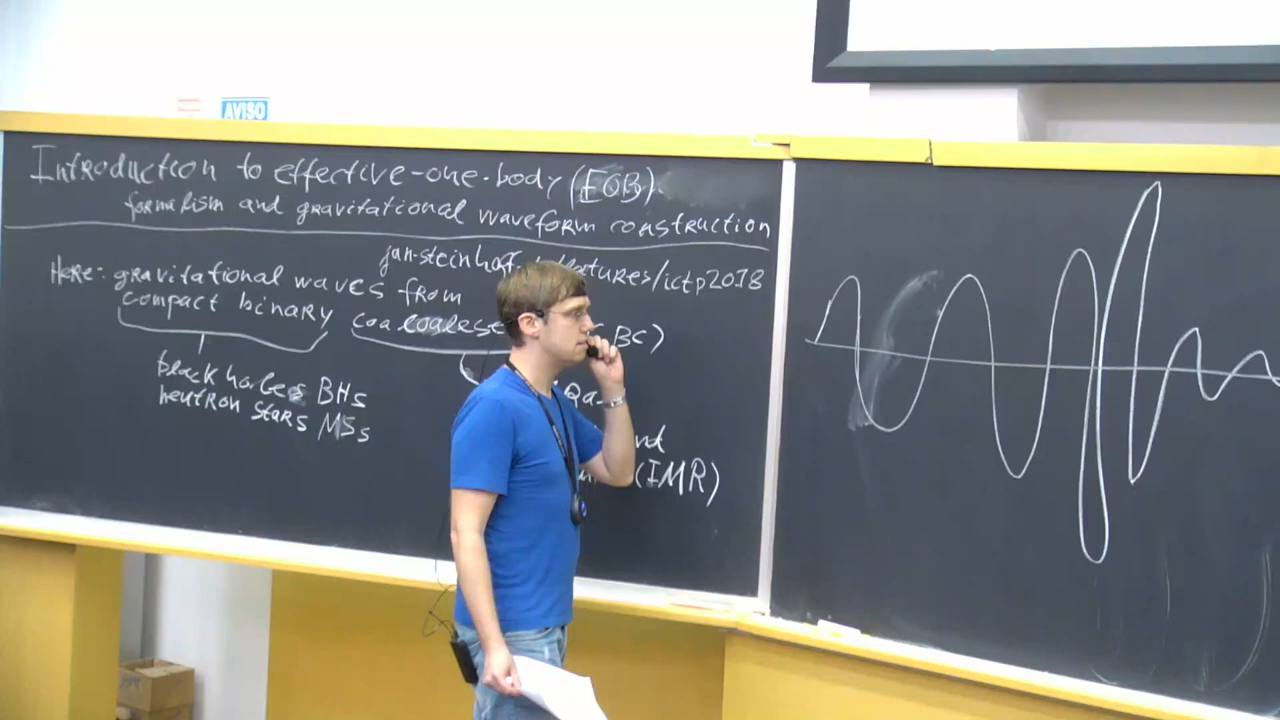 AVISO
Introduction to effective-one-body (EOB)
formalism and gravitational waveform construction
jan-steinhoff /ictp2018
Here: gravitational waves from
compact binary
BC)
black holes BHs
neutron stars NSs
(IMR)